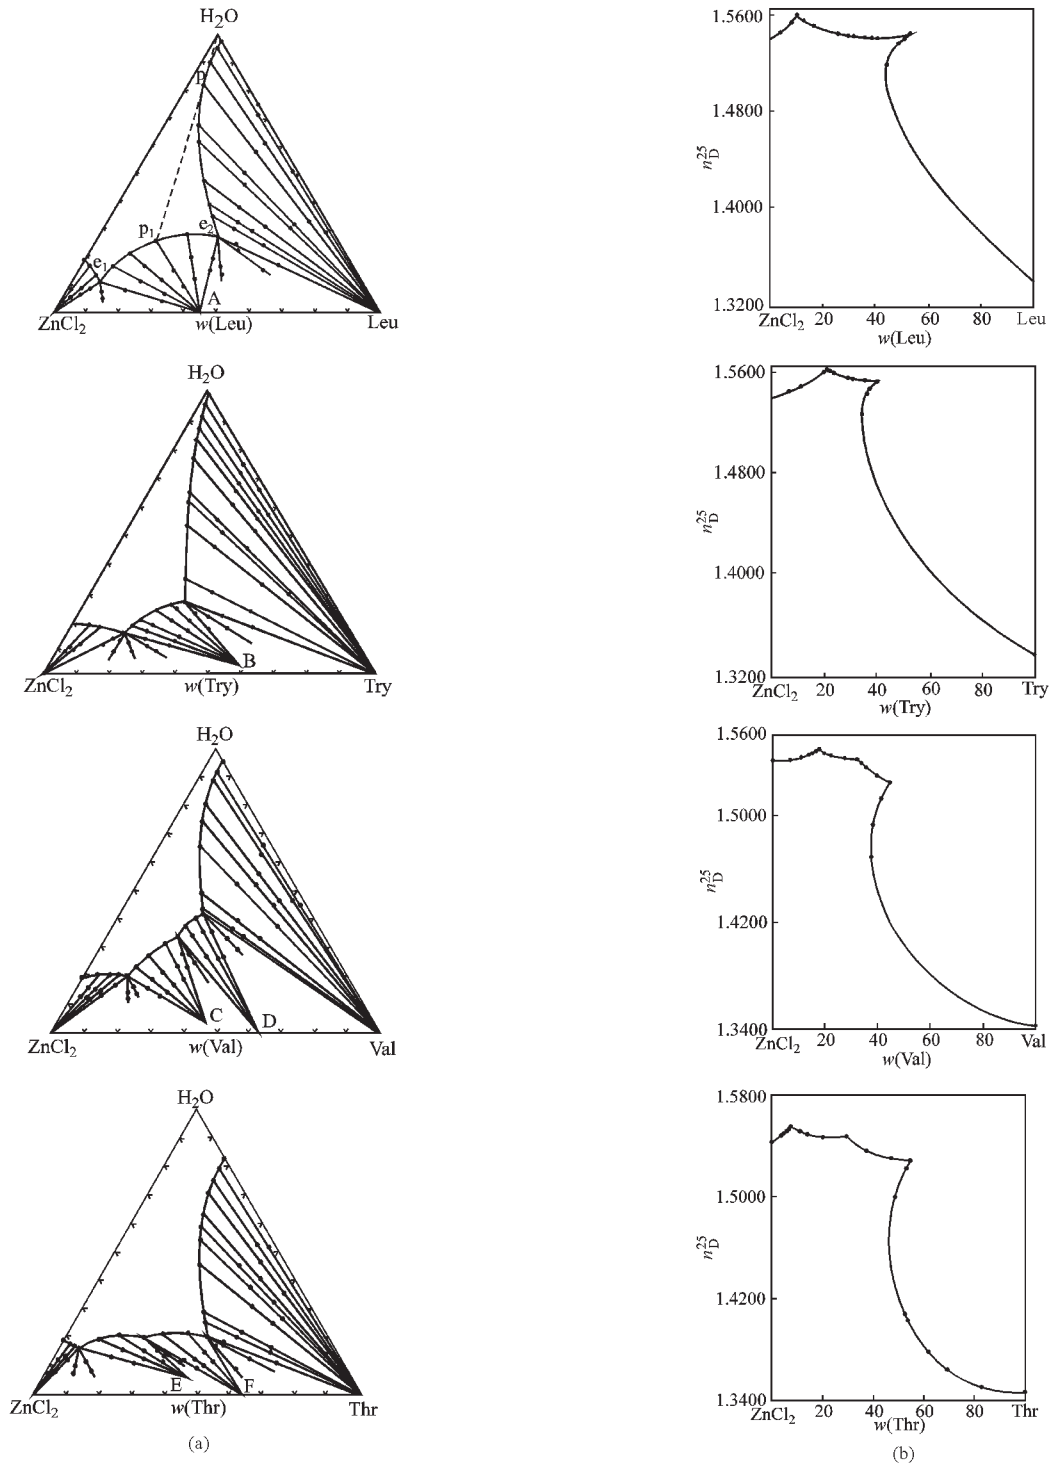 H₂O
p
p₁
e₂
e₁
A
ZnCl₂
w(Leu)
Leu
H₂O
B
ZnCl₂
w(Try)
Try
H₂O
C
D
ZnCl₂
w(Val)
Val
H₂O
E
F
ZnCl₂
w(Thr)
Thr
(a)
1.5600
1.4800
1.4000
1.3200
n²⁵D
ZnCl₂ 20 40 60 80 Leu
w(Leu)
1.5600
1.4800
1.4000
1.3200
n²⁵D
ZnCl₂ 20 40 60 80 Try
w(Try)
1.5600
1.5000
1.4200
1.3400
n²⁵D
ZnCl₂ 20 40 60 80 Val
w(Val)
1.5800
1.5000
1.4200
1.3400
n²⁵D
ZnCl₂ 20 40 60 80 Thr
w(Thr)
(b)